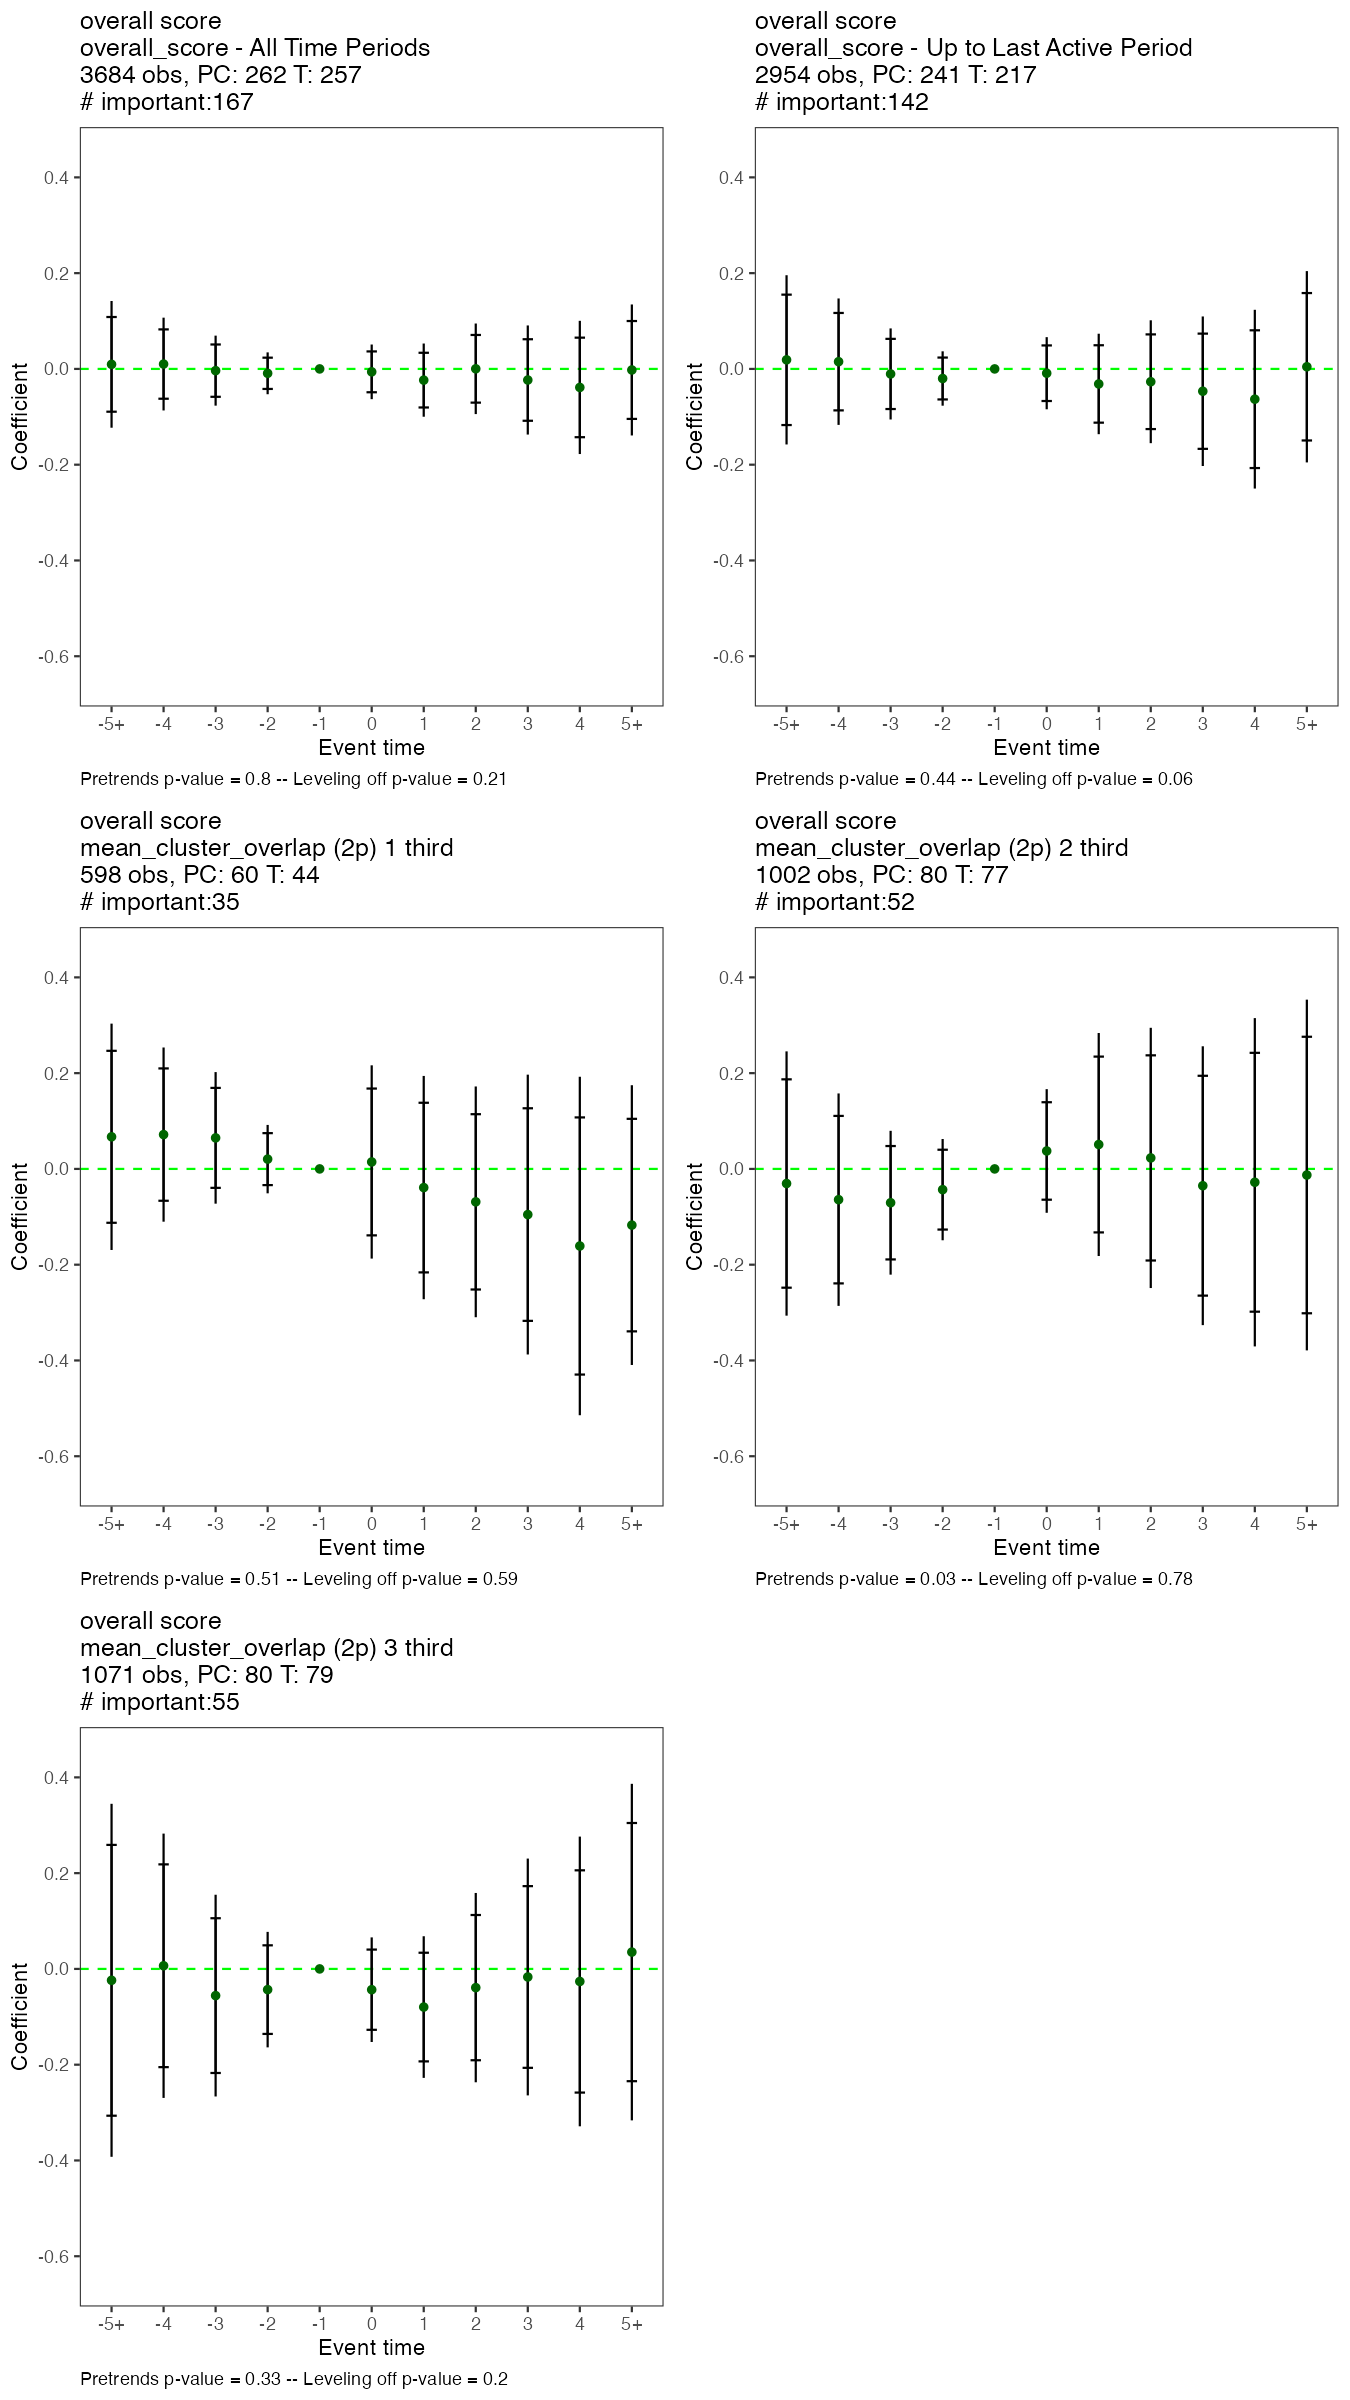 overall score
overall_score - All Time Periods
3684 obs, PC: 262 T: 257
# important:167
0.4
0.2
0.0
-0.2
-0.4
-0.6
Coefficient
-5+ -4 -3 -2 -1 0 1 2 3 4 5+
Event time
Pretrends p-value = 0.8 -- Leveling off p-value = 0.21
overall score
overall_score - Up to Last Active Period
2954 obs, PC: 241 T: 217
# important:142
0.4
0.2
0.0
-0.2
-0.4
-0.6
Coefficient
-5+ -4 -3 -2 -1 0 1 2 3 4 5+
Event time
Pretrends p-value = 0.44 -- Leveling off p-value = 0.06
overall score
mean_cluster_overlap (2p) 1 third
598 obs, PC: 60 T: 44
# important:35
0.4
0.2
0.0
-0.2
-0.4
-0.6
Coefficient
-5+ -4 -3 -2 -1 0 1 2 3 4 5+
Event time
Pretrends p-value = 0.51 -- Leveling off p-value = 0.59
overall score
mean_cluster_overlap (2p) 2 third
1002 obs, PC: 80 T: 77
# important:52
0.4
0.2
0.0
-0.2
-0.4
-0.6
Coefficient
-5+ -4 -3 -2 -1 0 1 2 3 4 5+
Event time
Pretrends p-value = 0.03 -- Leveling off p-value = 0.78
overall score
mean_cluster_overlap (2p) 3 third
1071 obs, PC: 80 T: 79
# important:55
0.4
0.2
0.0
-0.2
-0.4
-0.6
Coefficient
-5+ -4 -3 -2 -1 0 1 2 3 4 5+
Event time
Pretrends p-value = 0.33 -- Leveling off p-value = 0.2